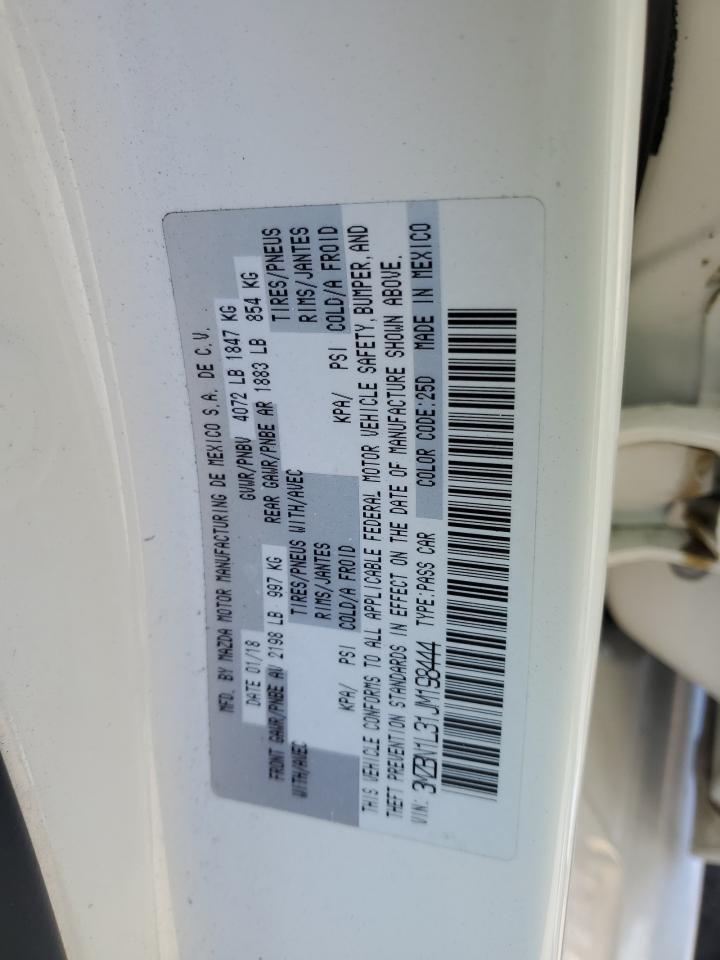 MFD. BY MAZDA MOTOR MANUFACTURING DE MEXICO S.A. DE C.V.
DATE 01/18 GVWR/PNBV 4072 LB 1847 KG
FRONT GAWR/PNBE AV 2198 LB 997 KG REAR GAWR/PNBE AR 1883 LB 854 KG
WITH/AVEC TIRES/PNEUS WITH/AVEC TIRES/PNEUS
RIMS/JANTES RIMS/JANTES
KPA/ PSI COLD/A FROID KPA/ PSI COLD/A FROID
THIS VEHICLE CONFORMS TO ALL APPLICABLE FEDERAL MOTOR VEHICLE SAFETY, BUMPER, AND
THEFT PREVENTION STANDARDS IN EFFECT ON THE DATE OF MANUFACTURE SHOWN ABOVE.
VIN: 3MZBN1L31JM198444 TYPE:PASS CAR COLOR CODE:25D MADE IN MEXICO